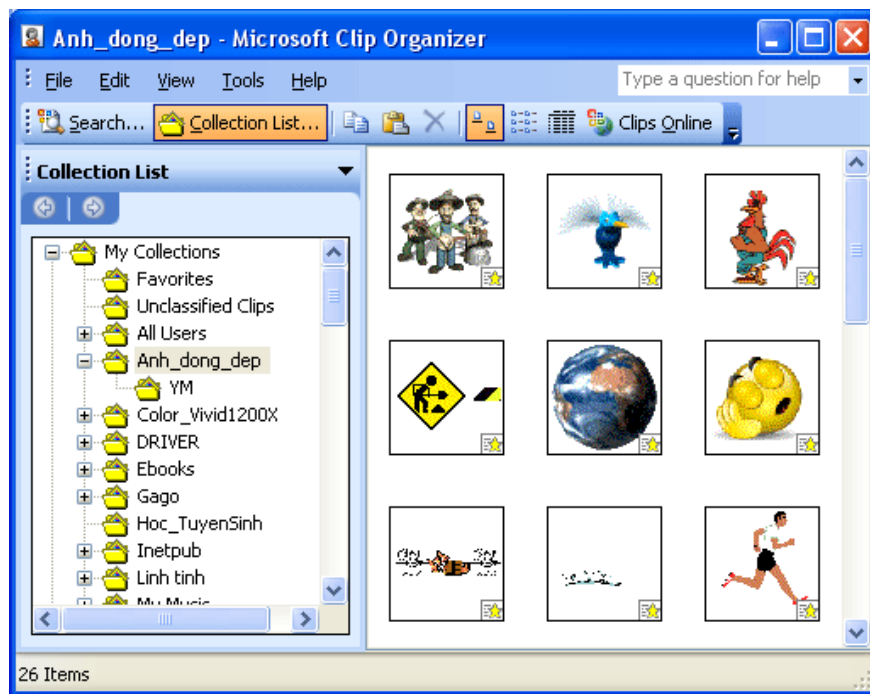 Anh_dong_dep - Microsoft Clip Organizer
File Edit View Tools Help Type a question for help
Search... Collection List... Clips Online
Collection List
My Collections
Favorites
Unclassified Clips
All Users
Anh_dong_dep
YM
Color_Vivid1200X
DRIVER
Ebooks
Gago
Hoc_TuyenSinh
Inetpub
Linh tinh
My Music
26 Items